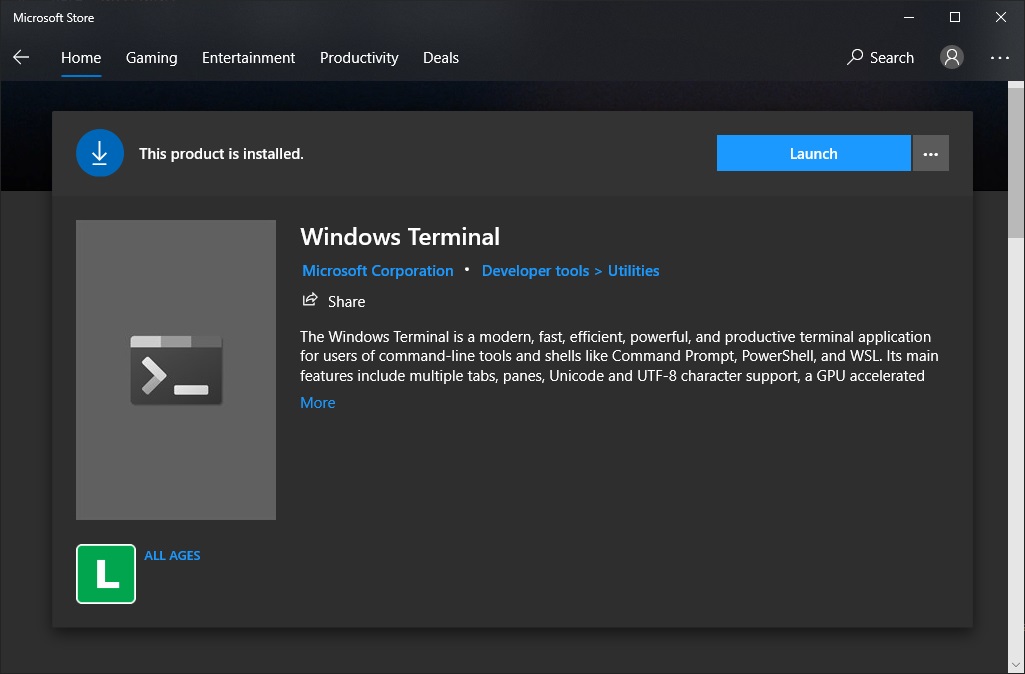 Microsoft Store
Home Gaming Entertainment Productivity Deals Search
This product is installed.
Launch
Windows Terminal
Microsoft Corporation • Developer tools > Utilities
Share
The Windows Terminal is a modern, fast, efficient, powerful, and productive terminal application
for users of command-line tools and shells like Command Prompt, PowerShell, and WSL. Its main
features include multiple tabs, panes, Unicode and UTF-8 character support, a GPU accelerated
More
L
ALL AGES